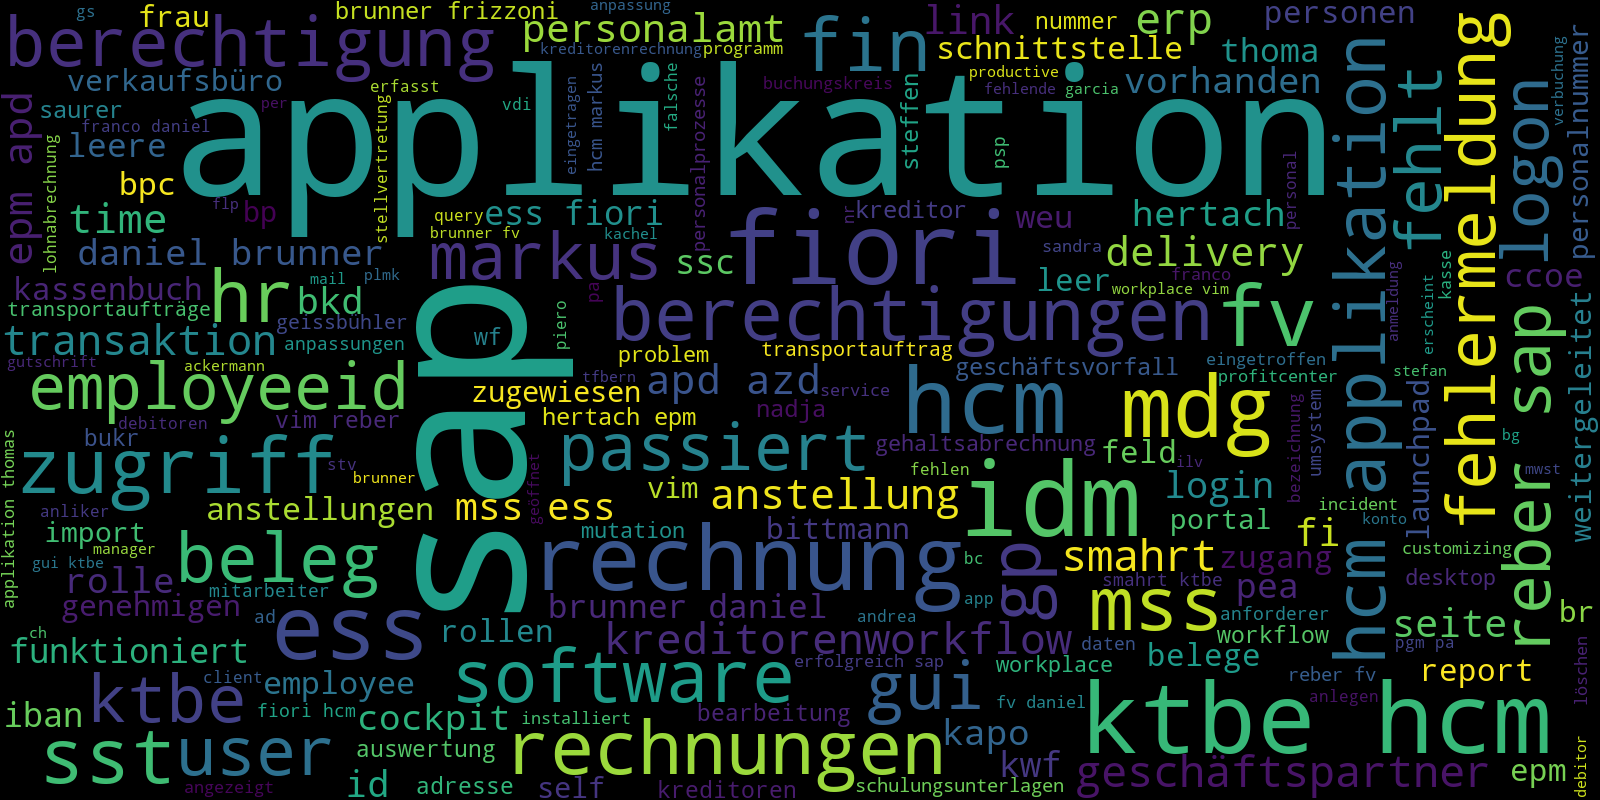 gs
frau
brunner frizzoni
anpassung
berechtigung
personalamt
kreditorenrechnung
programm
fin
link
nummer
erp
personen
schnittstelle
thoma
verkaufsbüro
erfasst
vdi
buchungskreis
productive
fehlende
garcia
vorhanden
saurer
per
franco daniel
leere
applikation
epm apd
lohnabrechnung
stellvertretung
eingetragen
hcm markus
falsche
personalprozesse
steffen
psp
personal
hcm applikation
fehlt
fehlermeldung
logon
verbuchung
personalnummer
bpc
time
flp
bp
query
ess fiori
brunner fv
kachel
nr
kreditor
weu
hertach
daniel brunner
markus
ssc
fiori
sandra
delivery
kassenbuch
hr
mail
plmk
bkd
pa
leer
franco
workplace vim
anmeldung
kasse
ccoe
transportaufträge
geissbühler
sap
piero
berechtigungen
fv
erscheint
reber sap
weitergeleitet
transaktion
anpassungen
wf
problem
transportauftrag
geschäftsvorfall
eingetroffen
gutschrift
ackermann
tfbern
profitcenter
stefan
employeeid
zugewiesen
apd azd
service
hcm
mdg
launchpad
debitoren
vim reber
hertach epm
nadja
bezeichnung
umsystem
bukr
passiert
gehaltsabrechnung
feld
ilv
bg
applikation thomas
zugriff
stv
brunner
geöffnet
fehlen
idm
login
mwst
anliker
anstellungen
mss ess
vim
anstellung
incident
import
mutation
bittmann
portal
fi
konto
manager
gui ktbe
beleg
rechnung
bc
gp
smahrt
zugang
customizing
rolle
mitarbeiter
smahrt ktbe
pea
desktop
genehmigen
ad
ess
brunner daniel
andrea
app
mss
anforderer
br
ch
rollen
kreditorenworkflow
daten
workflow
seite
funktioniert
pgm pa
belege
client
employee
software
erfolgreich sap
workplace
reber fv
report
löschen
iban
ktbe
fiori hcm
cockpit
installiert
bearbeitung
gui
fv daniel
anlegen
ktbe hcm
sst
user
auswertung
rechnungen
kapo
kwf
geschäftspartner
epm
debitor
angezeigt
id
adresse
self
kreditoren
schulungsunterlagen